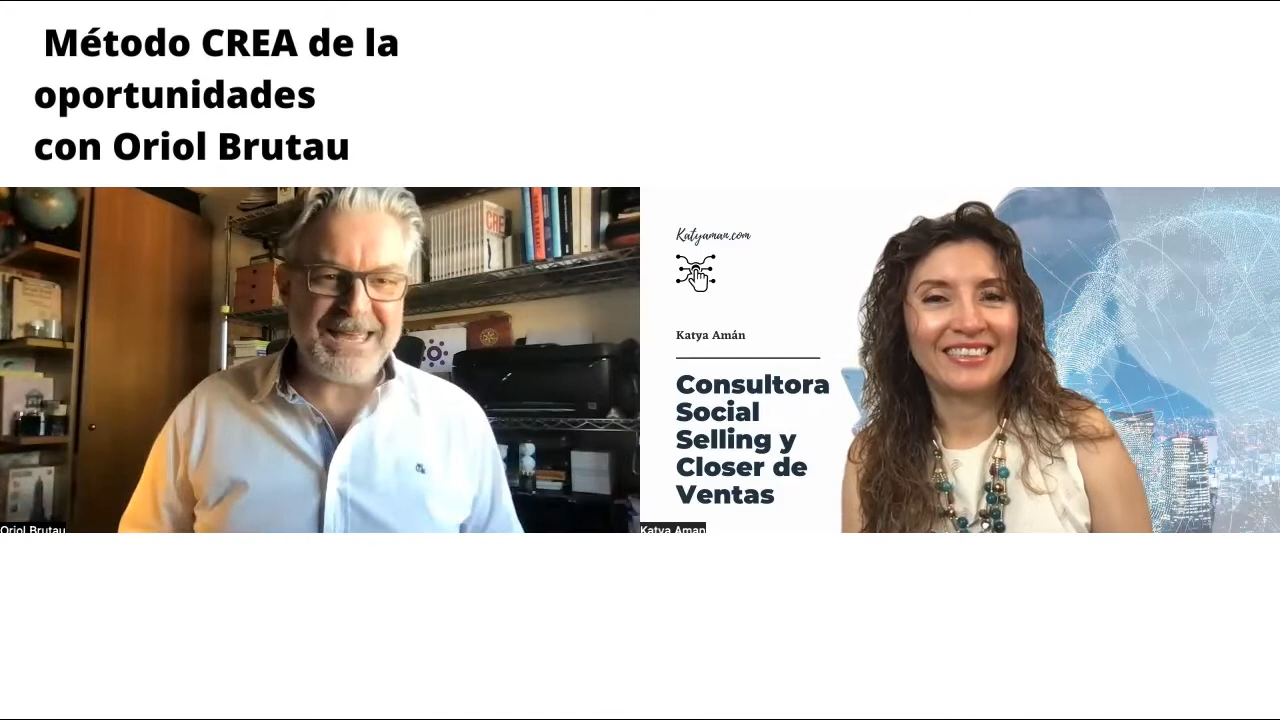 Método CREA de la
oportunidades
con Oriol Brutau
CRE
Katyaman.com
Katya Amán
Consultora
Social
Selling y
Closer de
Ventas
Oriol Brutau
Katya Aman